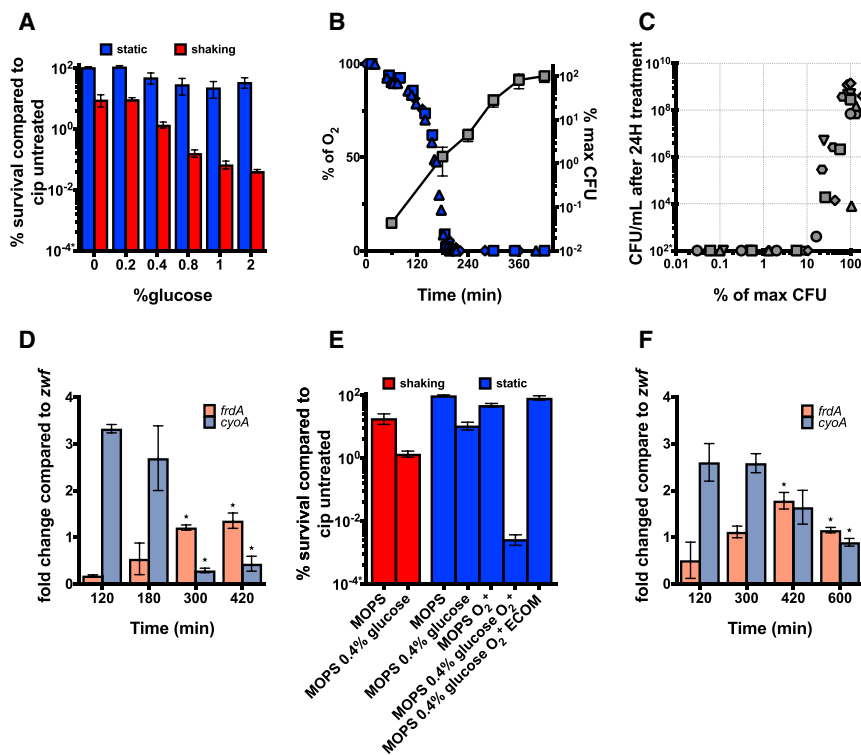 A
static
shaking
% survival compared to
cip untreated
10²
10⁰
10⁻²
10⁻⁴*
0 0.2 0.4 0.8 1 2
%glucose
B
% of O₂
100
50
0
% max CFU
10²
10¹
10⁰
10⁻¹
10⁻²
0 120 240 360
Time (min)
C
CFU/mL after 24H treatment
10¹⁰
10⁸
10⁶
10⁴
10²*
0.01 0.1 1 10 100
% of max CFU
D
fold change compare to zwf
4
3
2
1
0
frdA
cyoA
* * * *
120 180 300 420
Time (min)
E
shaking
static
% survival compared to
cip untreated
10²
10⁰
10⁻²
10⁻⁴*
MOPS
MOPS 0.4% glucose
MOPS
MOPS 0.4% glucose
MOPS O₂⁺
MOPS 0.4% glucose O₂⁺
MOPS 0.4% glucose O₂⁺ ECOM
F
fold changed compare to zwf
4
3
2
1
0
frdA
cyoA
* * *
120 300 420 600
Time (min)